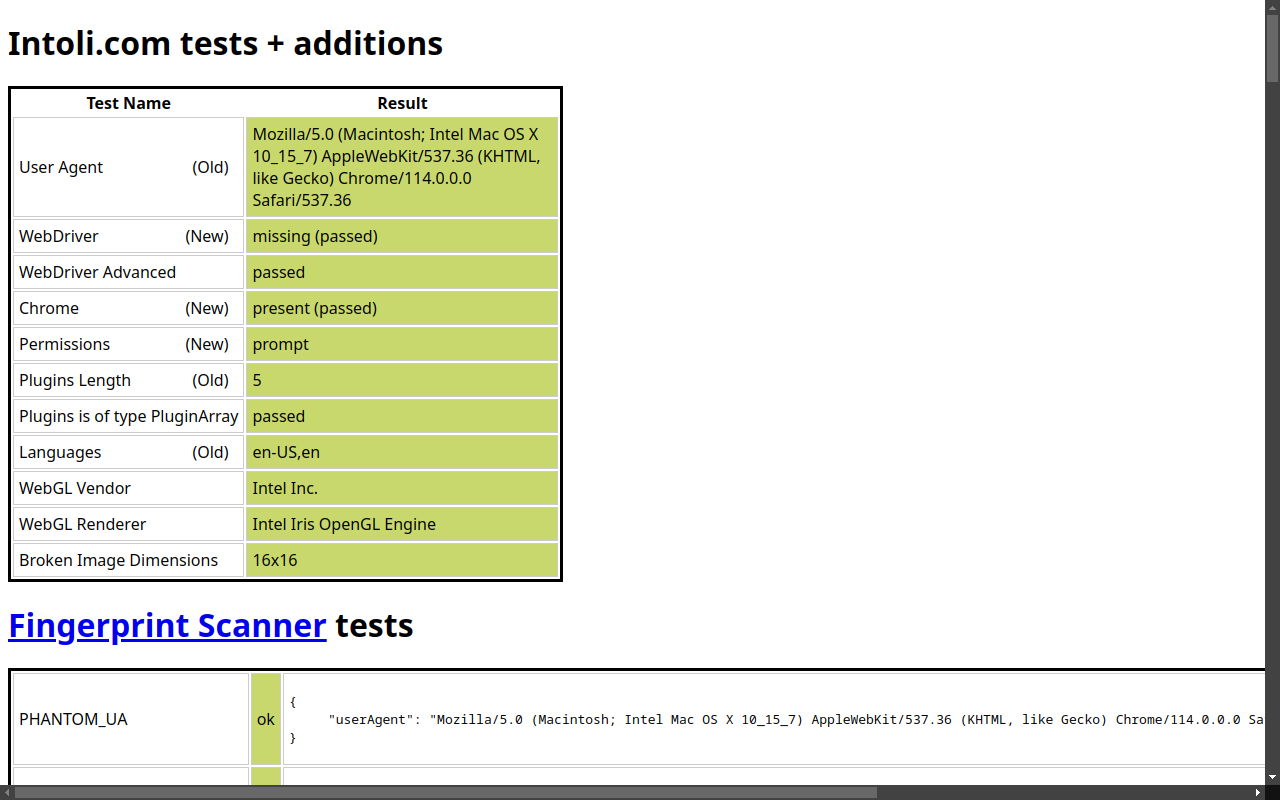 Intoli.com tests + additions
Test Name Result
User Agent (Old) Mozilla/5.0 (Macintosh; Intel Mac OS X
10_15_7) AppleWebKit/537.36 (KHTML,
like Gecko) Chrome/114.0.0.0
Safari/537.36
WebDriver (New) missing (passed)
WebDriver Advanced passed
Chrome (New) present (passed)
Permissions (New) prompt
Plugins Length (Old) 5
Plugins is of type PluginArray passed
Languages (Old) en-US,en
WebGL Vendor Intel Inc.
WebGL Renderer Intel Iris OpenGL Engine
Broken Image Dimensions 16x16
Fingerprint Scanner tests
PHANTOM_UA ok {
"userAgent": "Mozilla/5.0 (Macintosh; Intel Mac OS X 10_15_7) AppleWebKit/537.36 (KHTML, like Gecko) Chrome/114.0.0.0 Sa
}